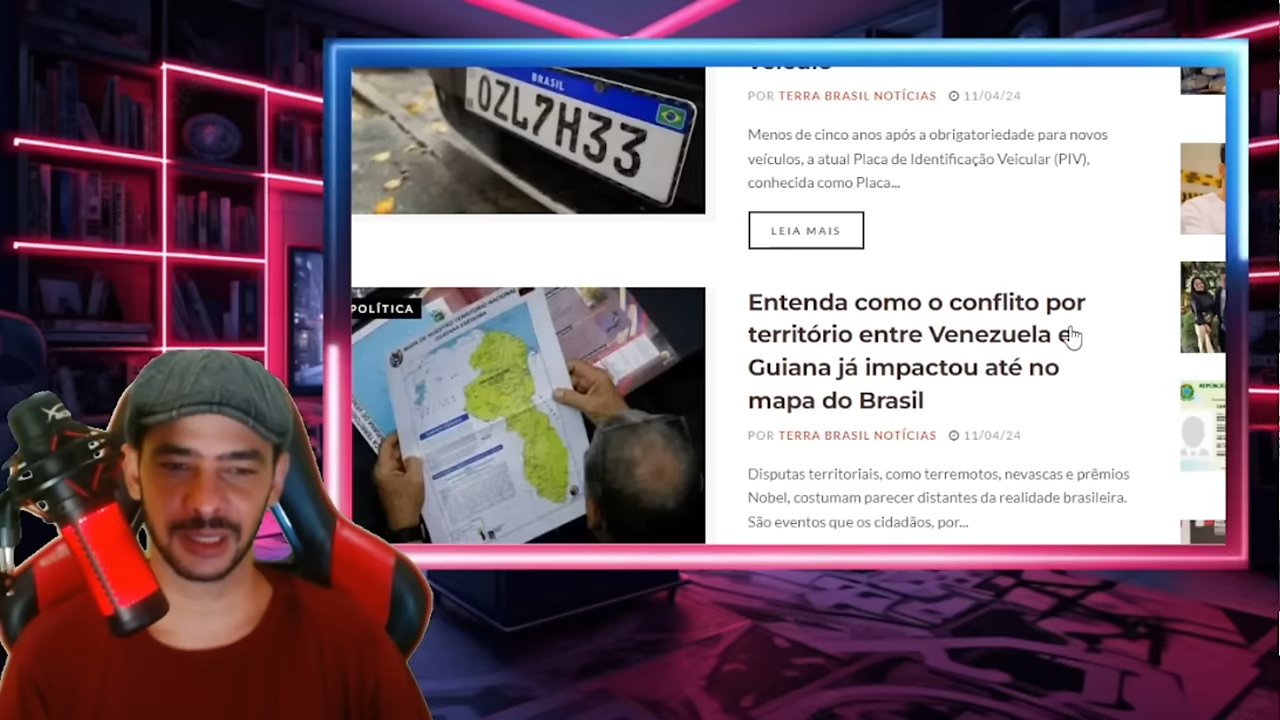 BRASIL
OZL7H33
POR TERRA BRASIL NOTÍCIAS 11/04/24
Menos de cinco anos após a obrigatoriedade para novos
veículos, a atual Placa de Identificação Veicular (PIV),
conhecida como Placa...
LEIA MAIS
POLÍTICA
Entenda como o conflito por
território entre Venezuela e
Guiana já impactou até no
mapa do Brasil
POR TERRA BRASIL NOTÍCIAS 11/04/24
Disputas territoriais, como terremotos, nevascas e prêmios
Nobel, costumam parecer distantes da realidade brasileira.
São eventos que os cidadãos, por...